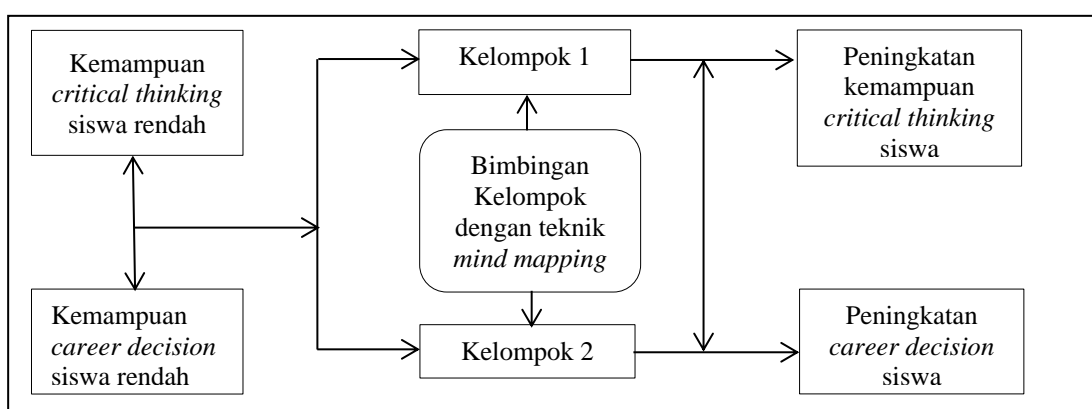 Kemampuan
critical thinking
siswa rendah
Kelompok 1
Peningkatan
kemampuan
critical thinking
siswa
Bimbingan
Kelompok
dengan teknik
mind mapping
Kemampuan
career decision
siswa rendah
Kelompok 2
Peningkatan
career decision
siswa